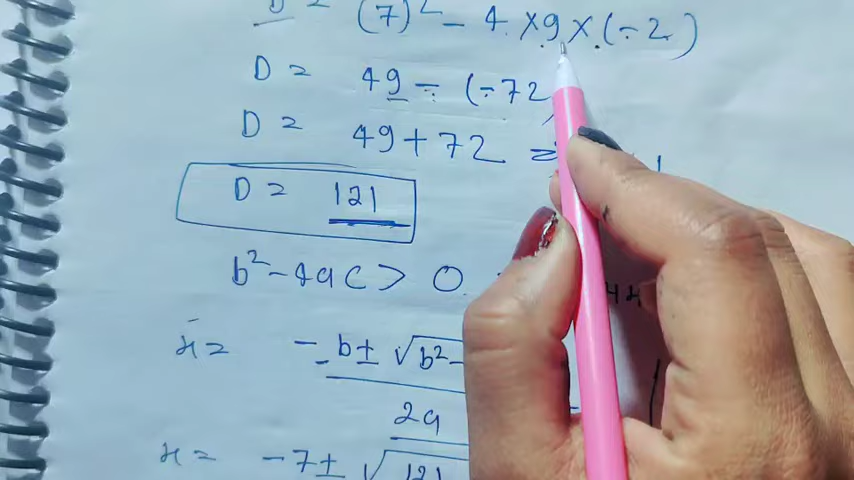 D = (7)² - 4 × 9 × (-2)
D = 49 - (-72
D = 49 + 72 =
D = 121
b² - 4ac > 0
x = -b ± √b² -
2a
x = -7 ± √121